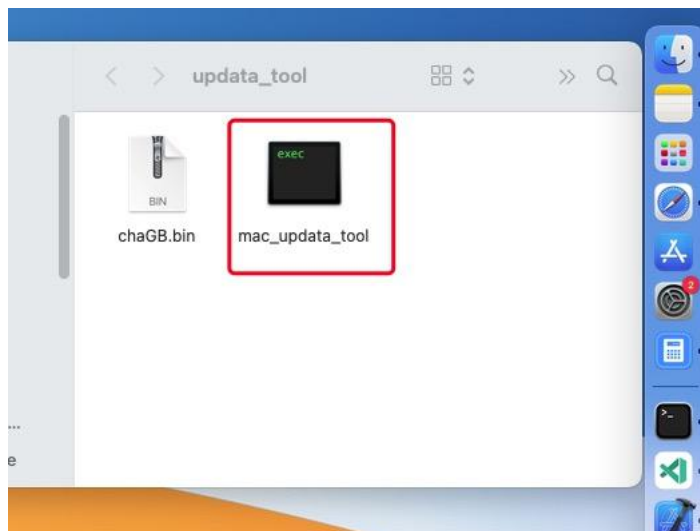 updata_tool
exec
BIN
chaGB.bin
mac_updata_tool
2
>_
...
e